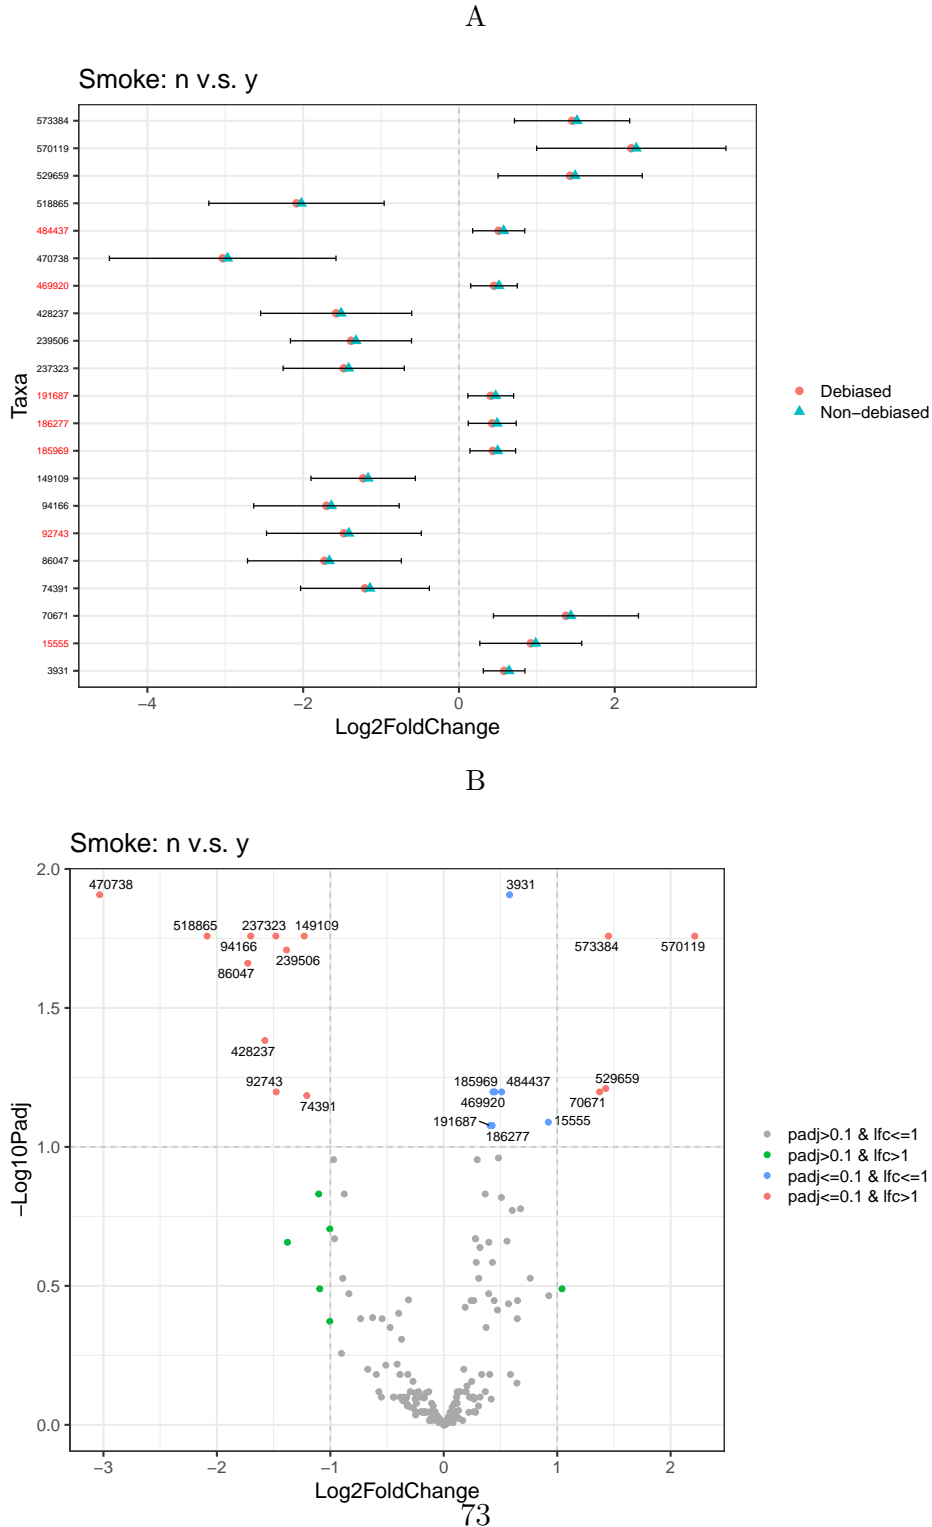 A
Smoke: n v.s. y
573384
570119
529659
518865
484437
470738
469920
428237
239506
237323
191687
186277
185969
149109
94166
92743
86047
74391
70671
15555
3931
Taxa
−4 −2 0 2
Log2FoldChange
Debiased
Non−debiased
B
Smoke: n v.s. y
2.0
1.5
1.0
0.5
0.0
−Log10Padj
470738 3931
518865 237323 149109
94166 573384 570119
239506
86047
428237
92743 185969 484437 529659
74391 469920 70671
191687 15555
186277
−3 −2 −1 0 1 2
Log2FoldChange
padj>0.1 & lfc<=1
padj>0.1 & lfc>1
padj<=0.1 & lfc<=1
padj<=0.1 & lfc>1
73